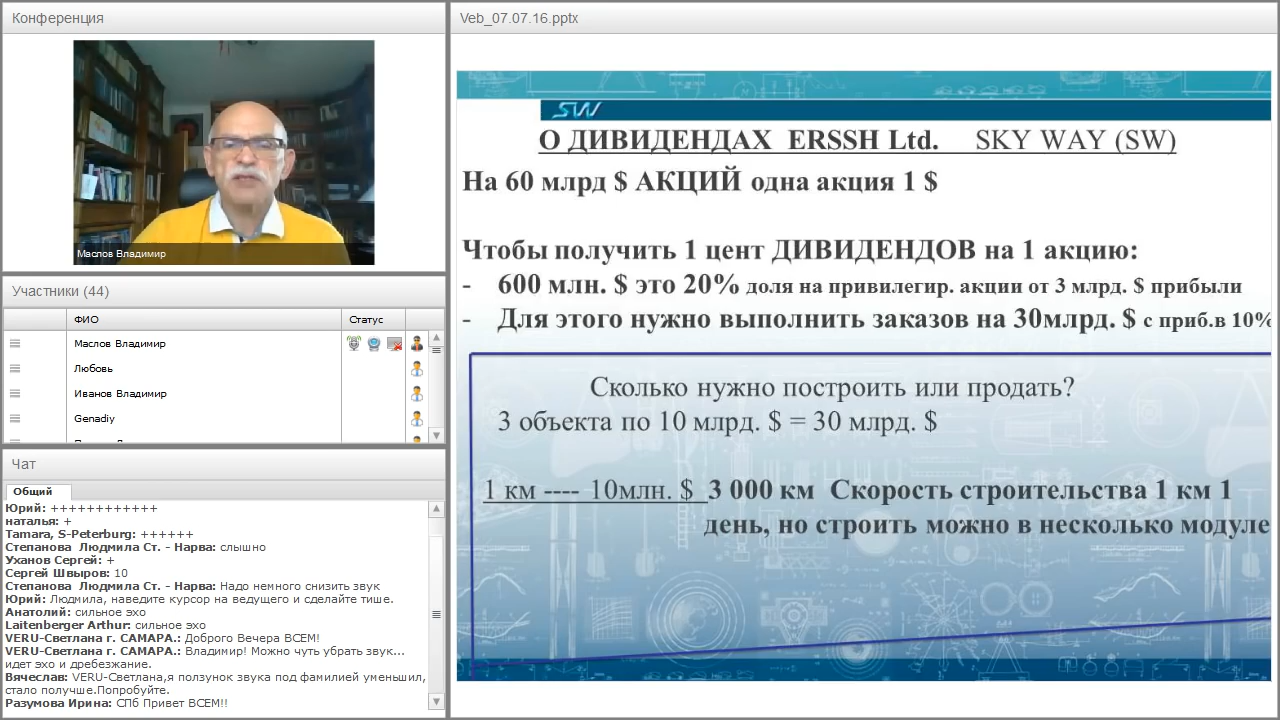 Конференция
Маслов Владимир
Участники (44)
ФИО
Статус
Маслов Владимир
Любовь
Иванов Владимир
Genadiy
Чат
Общий
Юрий: ++++++++++++
наталья: +
Tamara, S-Peterburg: ++++++
Степанова Людмила Ст. - Нарва: слышно
Уханов Сергей: +
Сергей Швыров: 10
Степанова Людмила Ст. - Нарва: Надо немного снизить звук
Юрий: Людмила, наведите курсор на ведущего и сделайте тише.
Анатолий: сильное эхо
Laitenberger Arthur: сильное эхо
VERU-Светлана г. САМАРА.: Доброго Вечера ВСЕМ!
VERU-Светлана г. САМАРА.: Владимир! Можно чуть убрать звук...
идет эхо и дребезжание.
Вячеслав: VERU-Светлана,я ползунок звука под фамилией уменьшил,
стало получше.Попробуйте.
Разумова Ирина: СПб Привет ВСЕМ!!
Veb_07.07.16.pptx
SW
О ДИВИДЕНДАХ ERSSH Ltd. SKY WAY (SW)
На 60 млрд $ АКЦИЙ одна акция 1 $
Чтобы получить 1 цент ДИВИДЕНДОВ на 1 акцию:
- 600 млн. $ это 20% доля на привилегир. акции от 3 млрд. $ прибыли
- Для этого нужно выполнить заказов на 30млрд. $ с приб.в 10%
Сколько нужно построить или продать?
3 объекта по 10 млрд. $ = 30 млрд. $
1 км ---- 10млн. $ 3 000 км Скорость строительства 1 км 1
день, но строить можно в несколько модуле